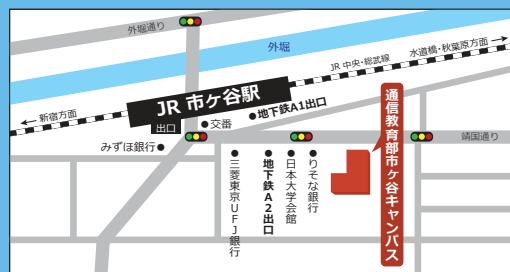 外堀通り
外堀
水道橋・秋葉原方面
JR 中央・総武線
JR 市ヶ谷駅
新宿方面
出口
交番
地下鉄A1出口
みずほ銀行
靖国通り
三菱東京UFJ銀行
地下鉄A2出口
日本大学会館
りそな銀行
通信教育部市ヶ谷キャンパス